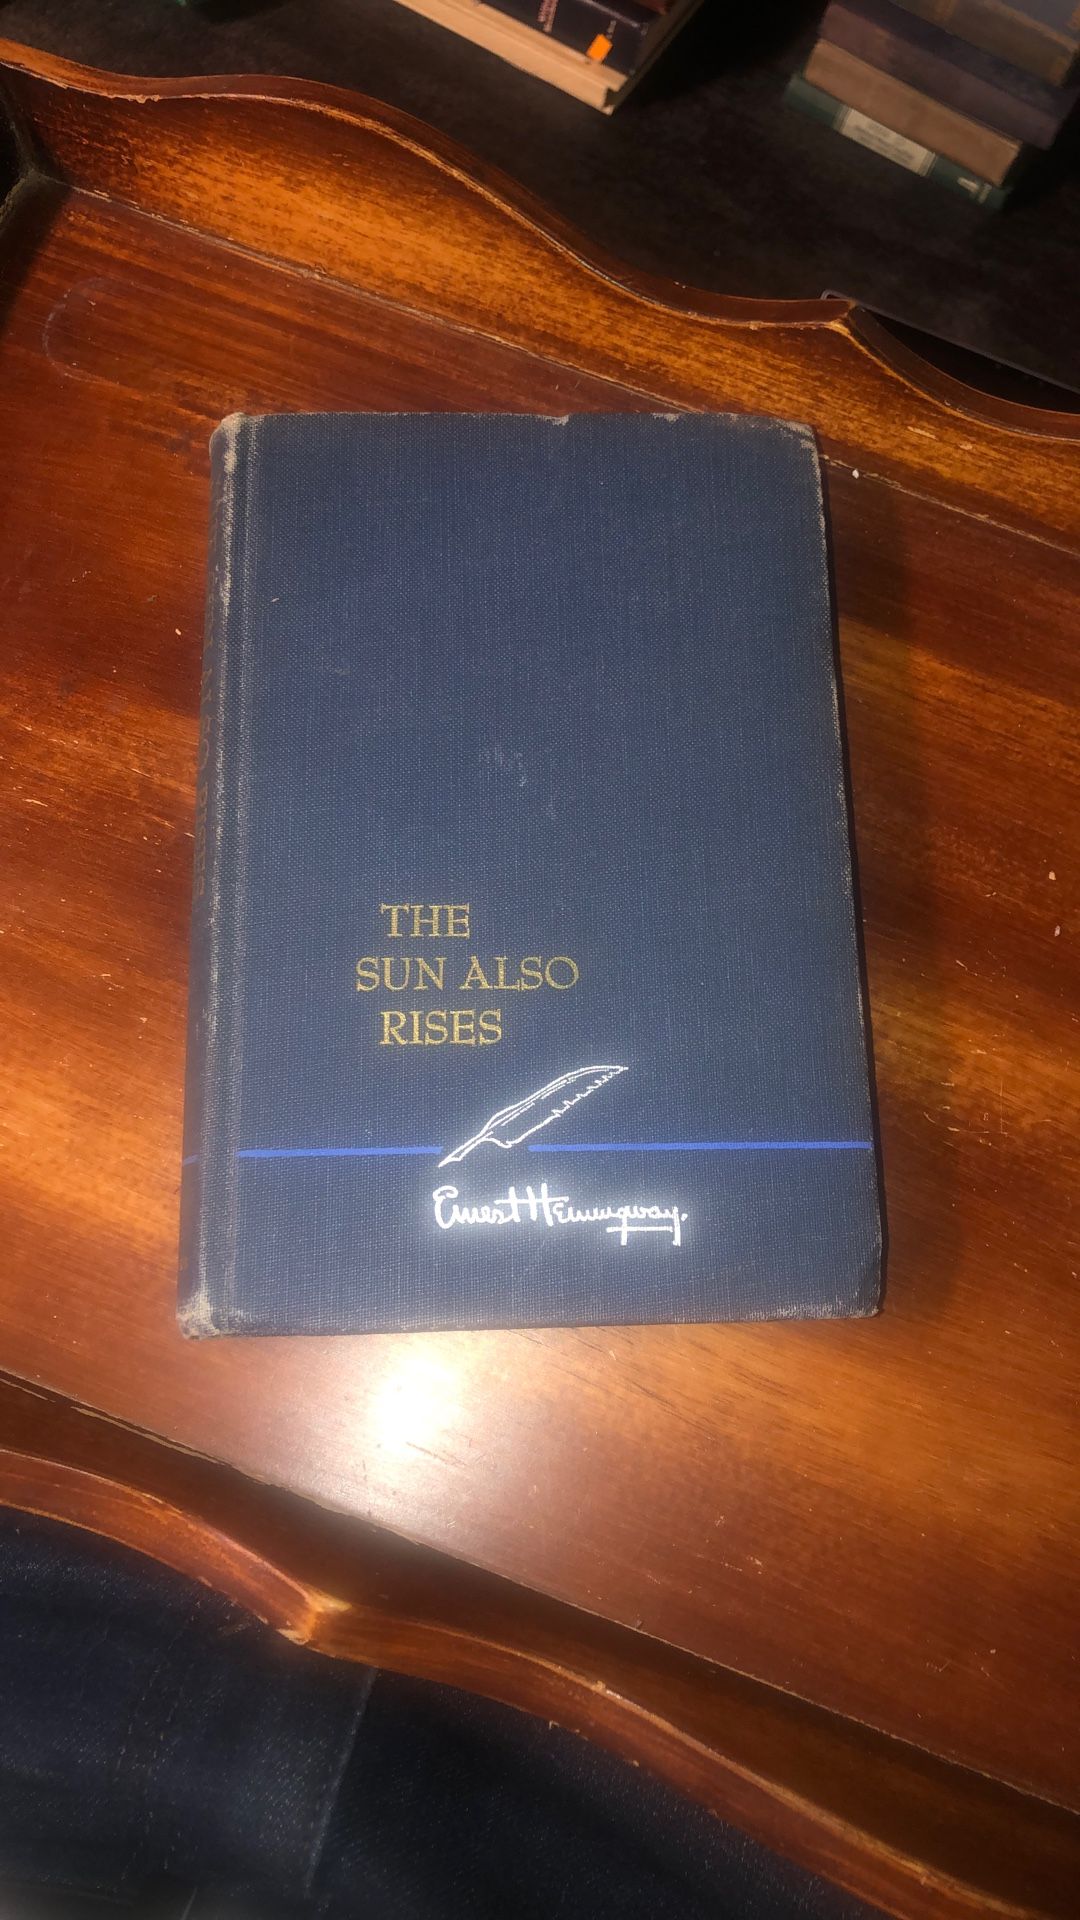 THE
SUN ALSO
RISES
Ernest Hemingway.